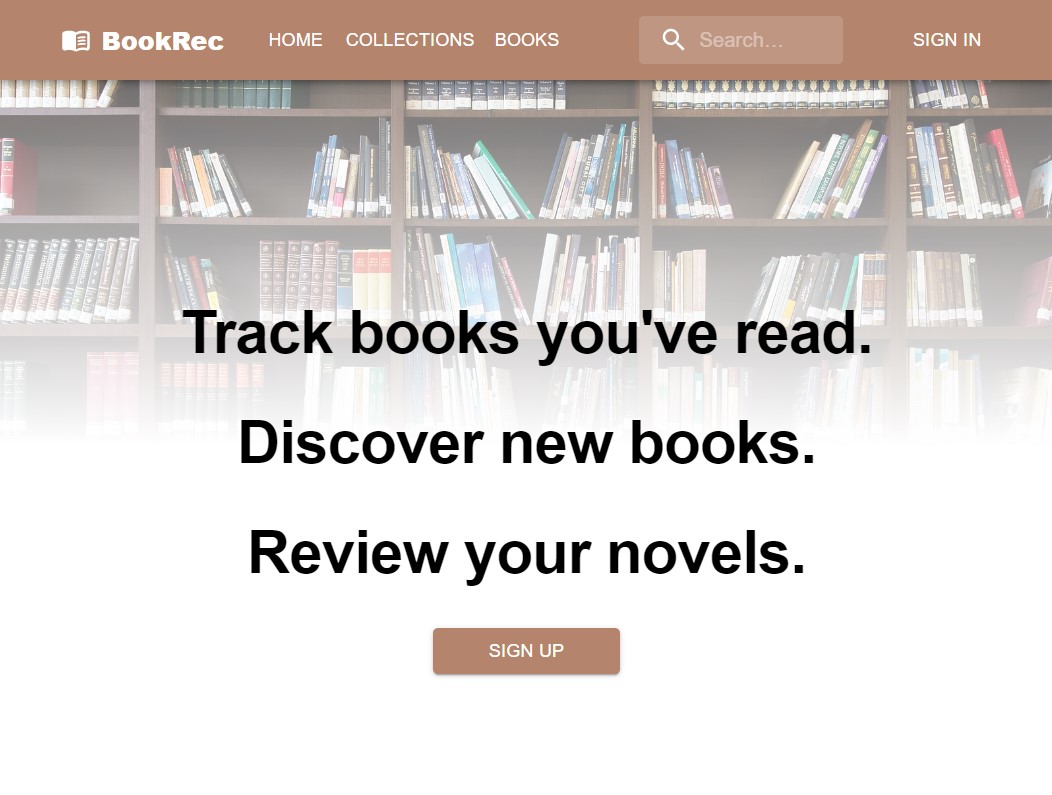 BookRec HOME COLLECTIONS BOOKS Search... SIGN IN
Track books you've read.
Discover new books.
Review your novels.
SIGN UP